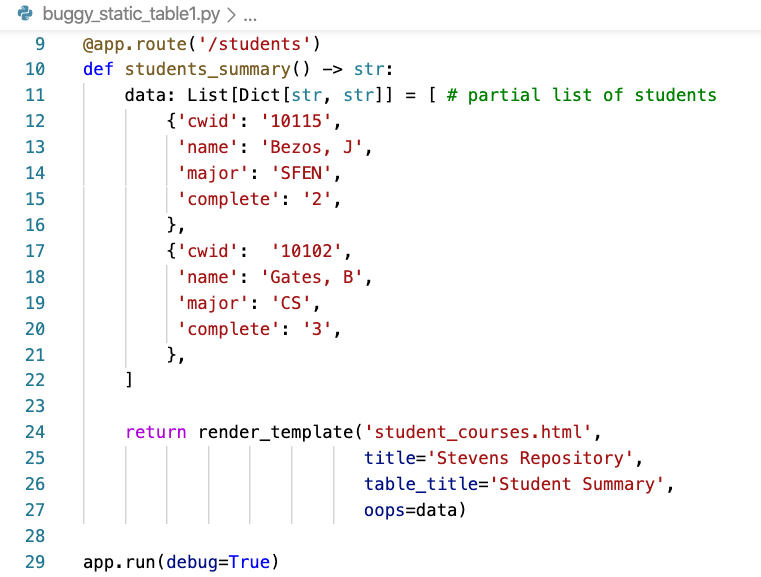 buggy_static_table1.py > ...
9 @app.route('/students')
10 def students_summary() -> str:
11     data: List[Dict[str, str]] = [ # partial list of students
12         {'cwid': '10115',
13          'name': 'Bezos, J',
14          'major': 'SFEN',
15          'complete': '2',
16         },
17         {'cwid':  '10102',
18          'name': 'Gates, B',
19          'major': 'CS',
20          'complete': '3',
21         },
22     ]
23
24     return render_template('student_courses.html',
25                            title='Stevens Repository',
26                            table_title='Student Summary',
27                            oops=data)
28
29 app.run(debug=True)